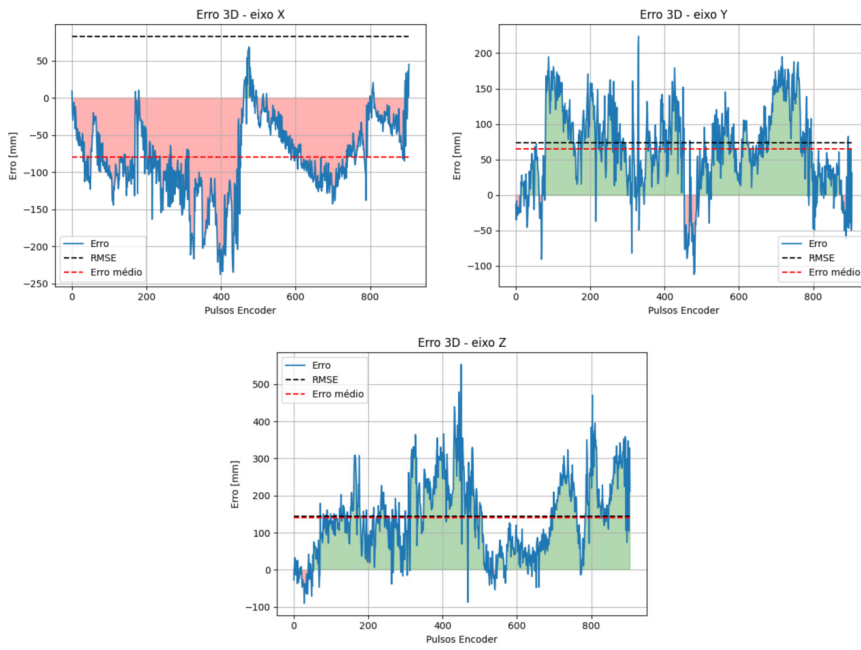 Erro 3D - eixo X
Erro [mm]
50
0
−50
−100
−150
−200
−250
Erro
RMSE
Erro médio
0
200
400
600
800
Pulsos Encoder
Erro 3D - eixo Y
Erro [mm]
200
150
100
50
0
−50
−100
Erro
RMSE
Erro médio
0
200
400
600
800
Pulsos Encoder
Erro 3D - eixo Z
Erro [mm]
500
400
300
200
100
0
−100
Erro
RMSE
Erro médio
0
200
400
600
800
Pulsos Encoder